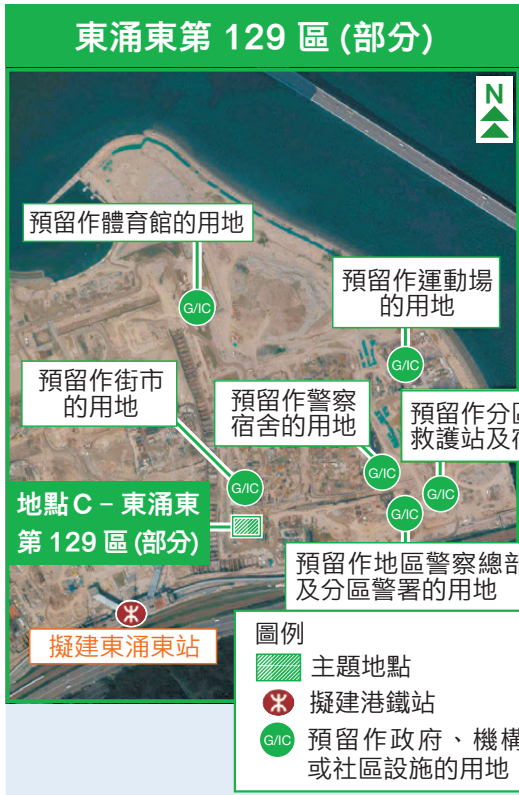 東涌東第 129 區 (部分)
N
預留作體育館的用地
G/IC
預留作運動場
的用地
G/IC
預留作街市
的用地
G/IC
預留作警察
宿舍的用地
G/IC
預留作分區
救護站及宿
G/IC
地點 C – 東涌東
第 129 區 (部分)
G/IC
預留作地區警察總部
及分區警署的用地
擬建東涌東站
圖例
主題地點
擬建港鐵站
G/IC 預留作政府、機構
或社區設施的用地